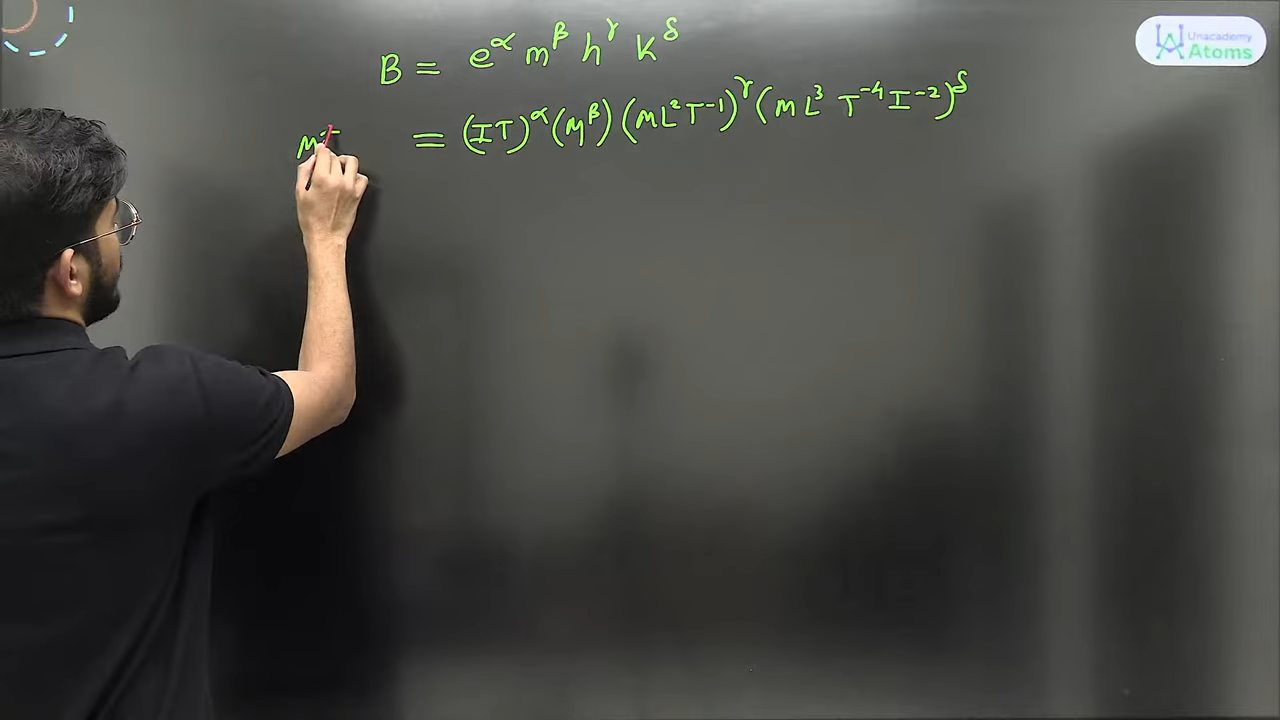 Unacademy
Atoms
B = e^α m^β h^γ k^δ
M T = (IT)^α (M^β) (ML²T⁻¹)^γ (ML³ T⁻⁴ I⁻²)^δ